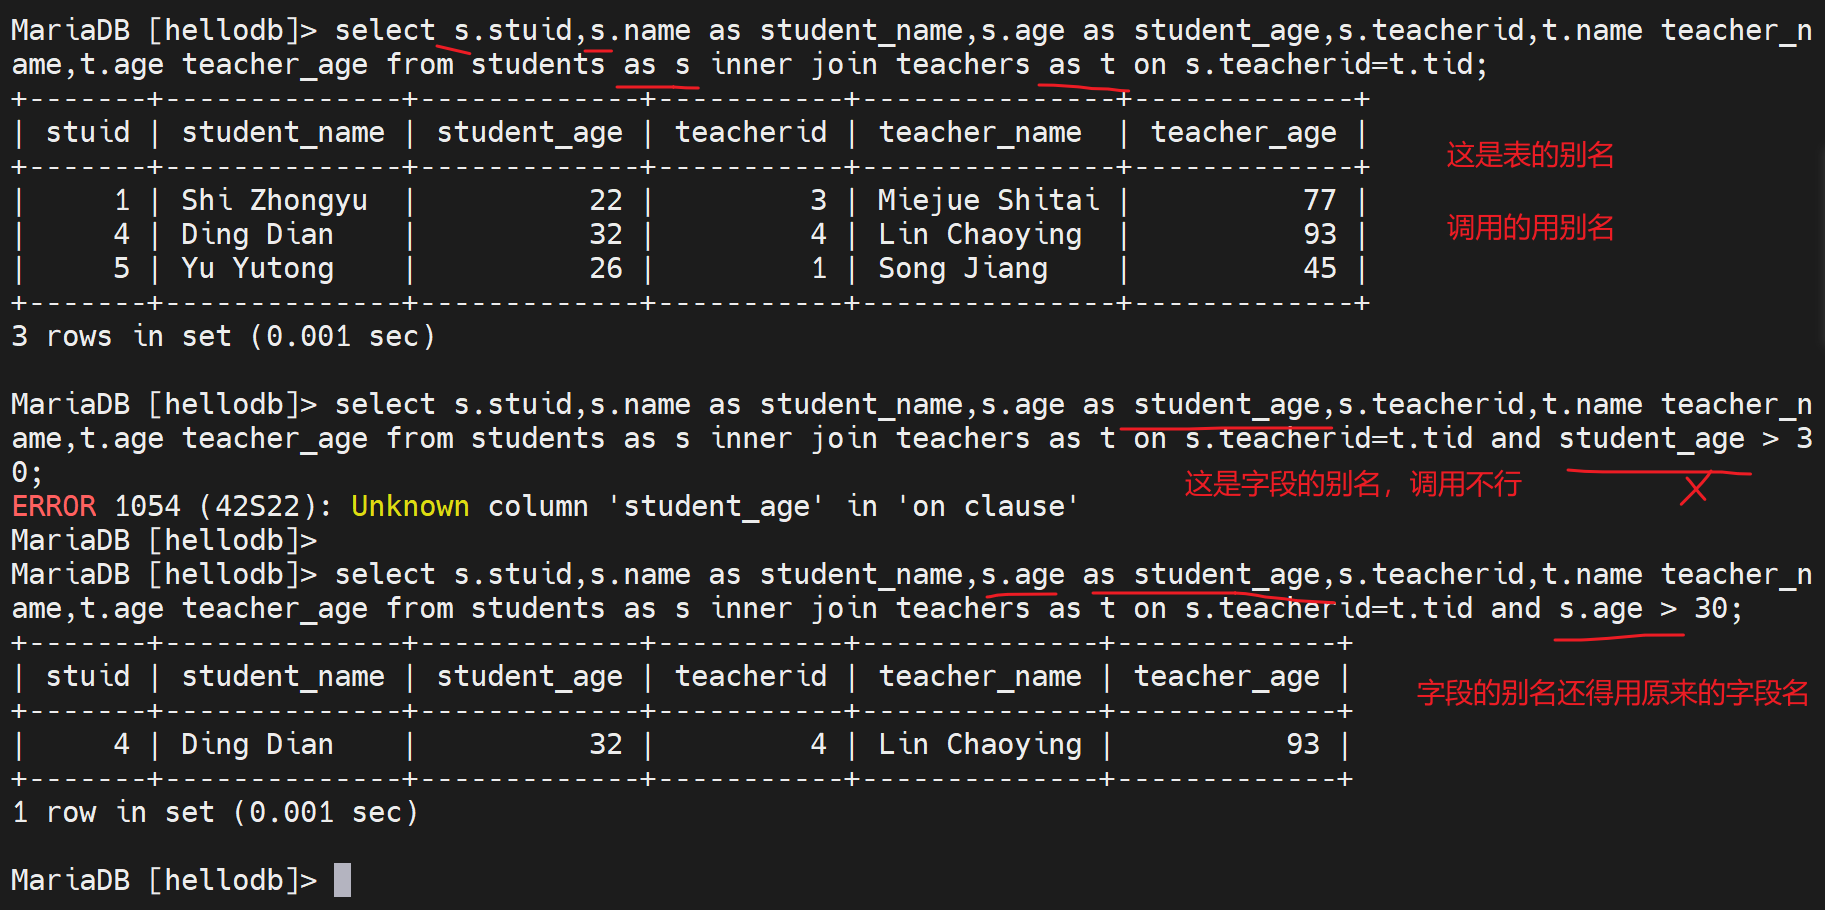 MariaDB [hellodb]> select s.stuid,s.name as student_name,s.age as student_age,s.teacherid,t.name teacher_n
ame,t.age teacher_age from students as s inner join teachers as t on s.teacherid=t.tid;
+-------+--------------+-------------+-----------+---------------+-------------+
| stuid | student_name | student_age | teacherid | teacher_name  | teacher_age |
这是表的别名
+-------+--------------+-------------+-----------+---------------+-------------+
|     1 | Shi Zhongyu  |          22 |         3 | Miejue Shitai |          77 |
调用的用别名
|     4 | Ding Dian    |          32 |         4 | Lin Chaoying  |          93 |
|     5 | Yu Yutong    |          26 |         1 | Song Jiang    |          45 |
+-------+--------------+-------------+-----------+---------------+-------------+
3 rows in set (0.001 sec)
MariaDB [hellodb]> select s.stuid,s.name as student_name,s.age as student_age,s.teacherid,t.name teacher_n
ame,t.age teacher_age from students as s inner join teachers as t on s.teacherid=t.tid and student_age > 3
0;
这是字段的别名，调用不行
ERROR 1054 (42S22): Unknown column 'student_age' in 'on clause'
MariaDB [hellodb]>
MariaDB [hellodb]> select s.stuid,s.name as student_name,s.age as student_age,s.teacherid,t.name teacher_n
ame,t.age teacher_age from students as s inner join teachers as t on s.teacherid=t.tid and s.age > 30;
+-------+--------------+-------------+-----------+--------------+-------------+
| stuid | student_name | student_age | teacherid | teacher_name | teacher_age |
字段的别名还得用原来的字段名
+-------+--------------+-------------+-----------+--------------+-------------+
|     4 | Ding Dian    |          32 |         4 | Lin Chaoying |          93 |
+-------+--------------+-------------+-----------+--------------+-------------+
1 row in set (0.001 sec)
MariaDB [hellodb]>